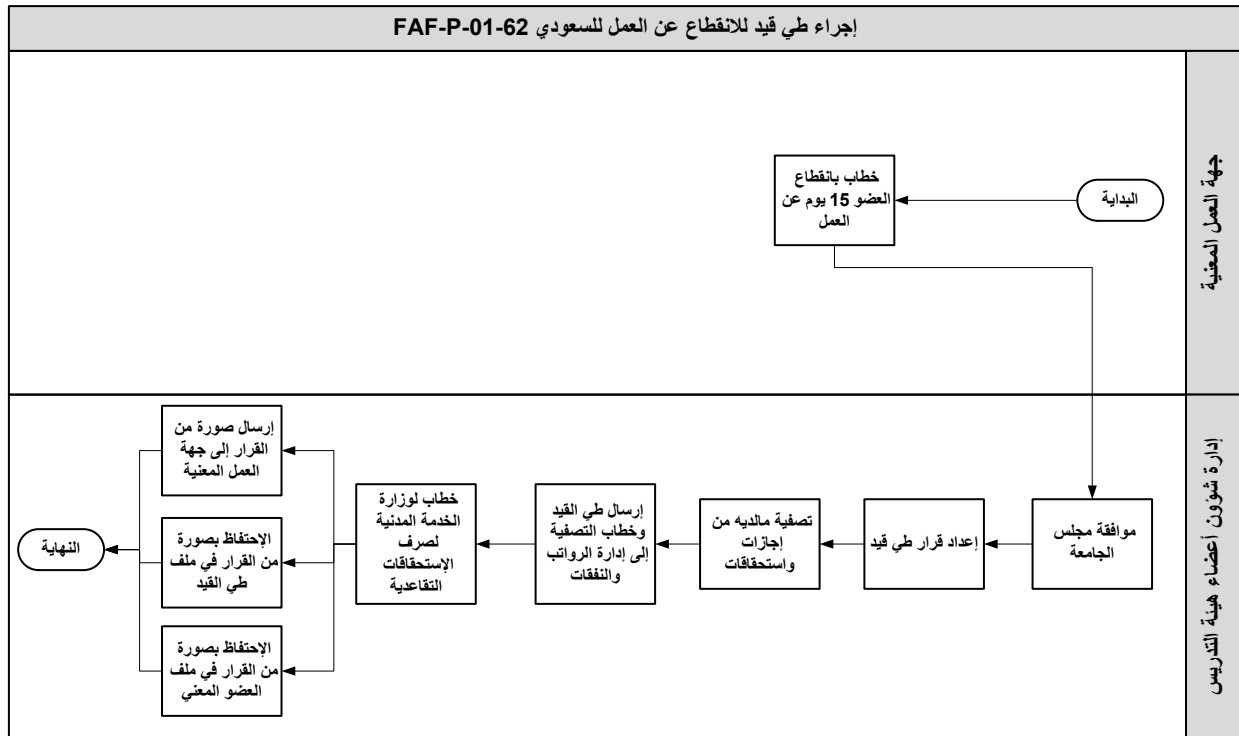 إجراء طي قيد للانقطاع عن العمل للسعودي FAF-P-01-62
جهة العمل المعنية
البداية
خطاب بانقطاع
العضو 15 يوم عن
العمل
إدارة شؤون أعضاء هيئة التدريس
موافقة مجلس
الجامعة
إعداد قرار طي قيد
تصفية مالديه من
إجازات
واستحقاقات
إرسال طي القيد
وخطاب التصفية
إلى إدارة الرواتب
والنفقات
خطاب لوزارة
الخدمة المدنية
لصرف
الإستحقاقات
التقاعدية
إرسال صورة من
القرار إلى جهة
العمل المعنية
الإحتفاظ بصورة
من القرار في ملف
طي القيد
الإحتفاظ بصورة
من القرار في ملف
العضو المعني
النهاية